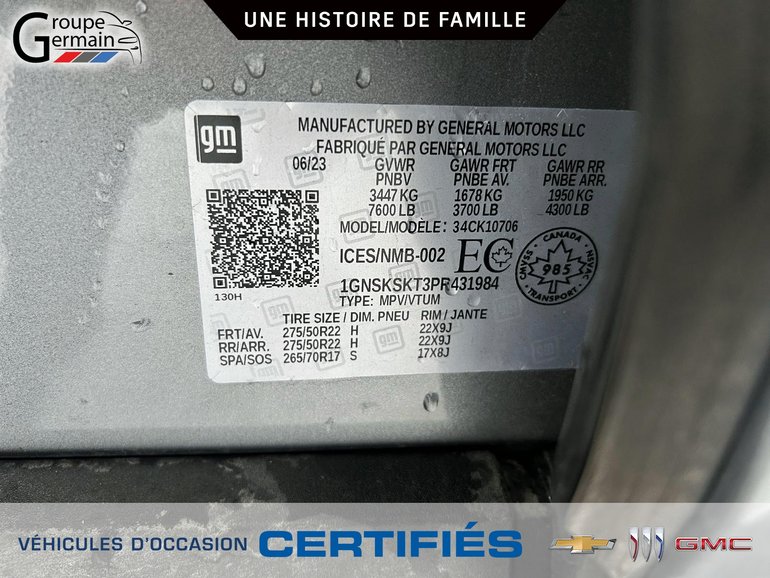 Groupe
Germain
UNE HISTOIRE DE FAMILLE
gm
MANUFACTURED BY GENERAL MOTORS LLC
FABRIQUÉ PAR GENERAL MOTORS LLC
06/23 GVWR GAWR FRT GAWR RR
PNBV PNBE AV. PNBE ARR.
3447 KG 1678 KG 1950 KG
7600 LB 3700 LB 4300 LB
MODEL/MODÈLE: 34CK10706
ICES/NMB-002 EC
CANADA
CMVSS 985 NSVAC
TRANSPORT
130H
1GNSKSKT3PR431984
TYPE: MPV/VTUM
TIRE SIZE / DIM. PNEU RIM / JANTE
FRT/AV. 275/50R22 H 22X9J
RR/ARR. 275/50R22 H 22X9J
SPA/SOS 265/70R17 S 17X8J
VÉHICULES D'OCCASION CERTIFIÉS GMC